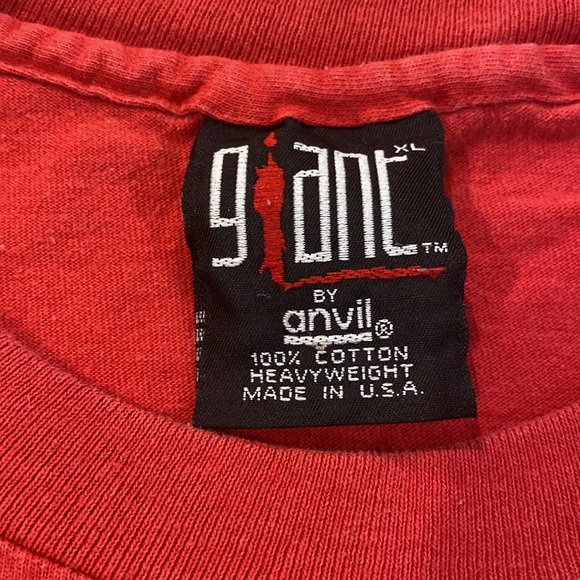 giant XL ™
BY
anvil®
100% COTTON
HEAVYWEIGHT
MADE IN U.S.A.